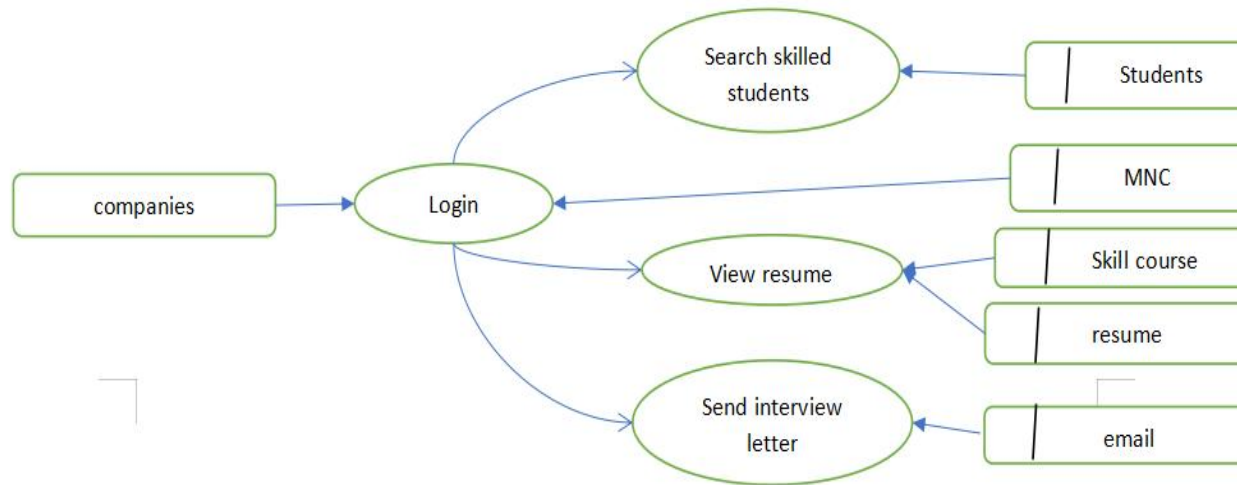 Search skilled
students
Students
companies
Login
MNC
View resume
Skill course
resume
Send interview
letter
email